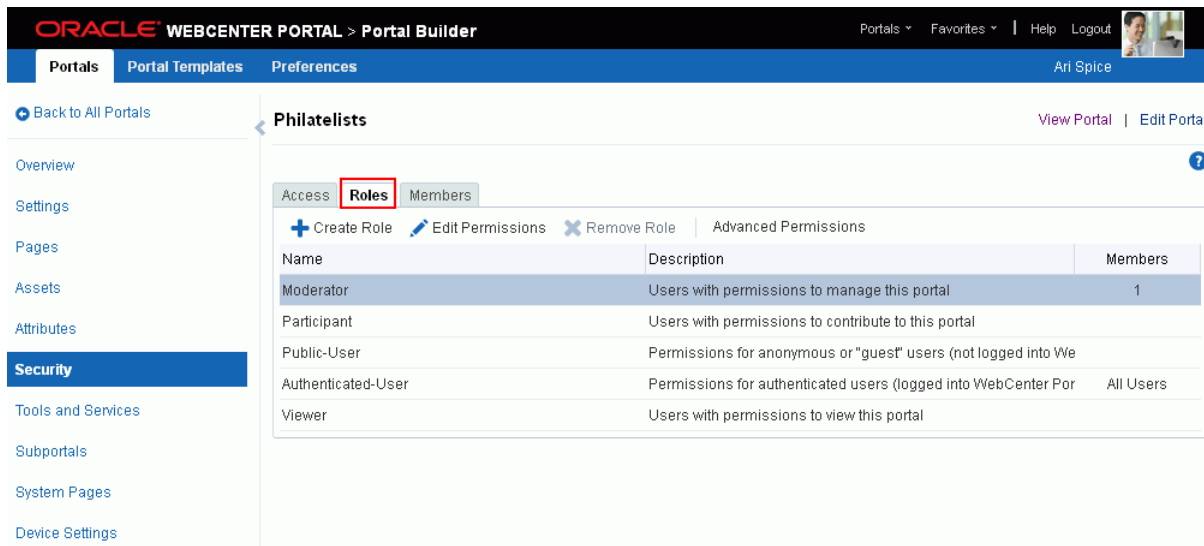 ORACLE WEBCENTER PORTAL > Portal Builder
Portals Favorites | Help Logout
Portals Portal Templates Preferences
Ari Spice
Back to All Portals
Philatelists
View Portal | Edit Porta
Overview
Settings
Pages
Assets
Attributes
Security
Tools and Services
Subportals
System Pages
Device Settings
?
Access Roles Members
Create Role Edit Permissions Remove Role | Advanced Permissions
Name Description Members
Moderator Users with permissions to manage this portal 1
Participant Users with permissions to contribute to this portal
Public-User Permissions for anonymous or "guest" users (not logged into We
Authenticated-User Permissions for authenticated users (logged into WebCenter Por All Users
Viewer Users with permissions to view this portal